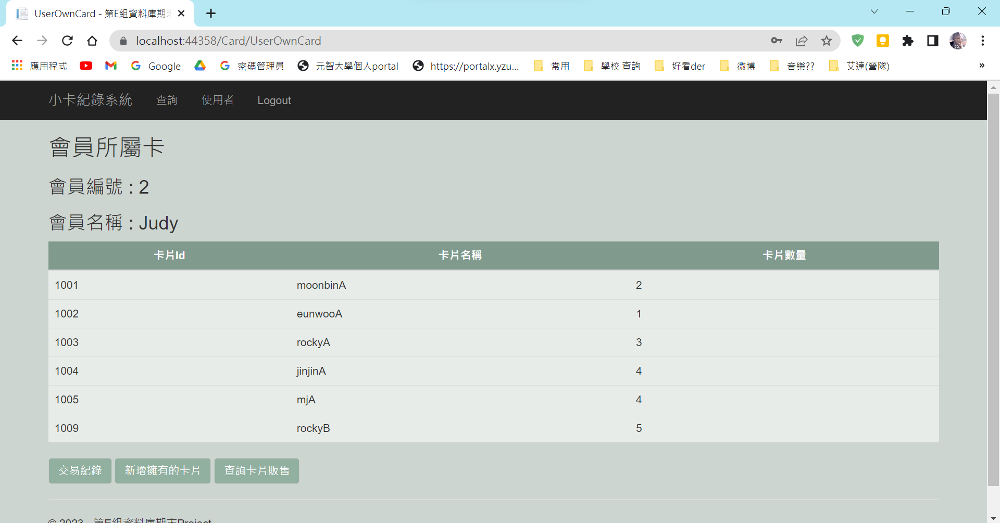 UserOwnCard - 第E組資料庫期
localhost:44358/Card/UserOwnCard
應用程式 Google 密碼管理員 元智大學個人portal https://portalx.yzu... 常用 學校 查詢 好看der 微博 音樂?? 艾達(營隊) »
小卡紀錄系統 查詢 使用者 Logout
會員所屬卡
會員編號 : 2
會員名稱 : Judy
卡片Id 卡片名稱 卡片數量
1001 moonbinA 2
1002 eunwooA 1
1003 rockyA 3
1004 jinjinA 4
1005 mjA 4
1009 rockyB 5
交易紀錄 新增擁有的卡片 查詢卡片販售
© 2023 - 第E組資料庫期末Project